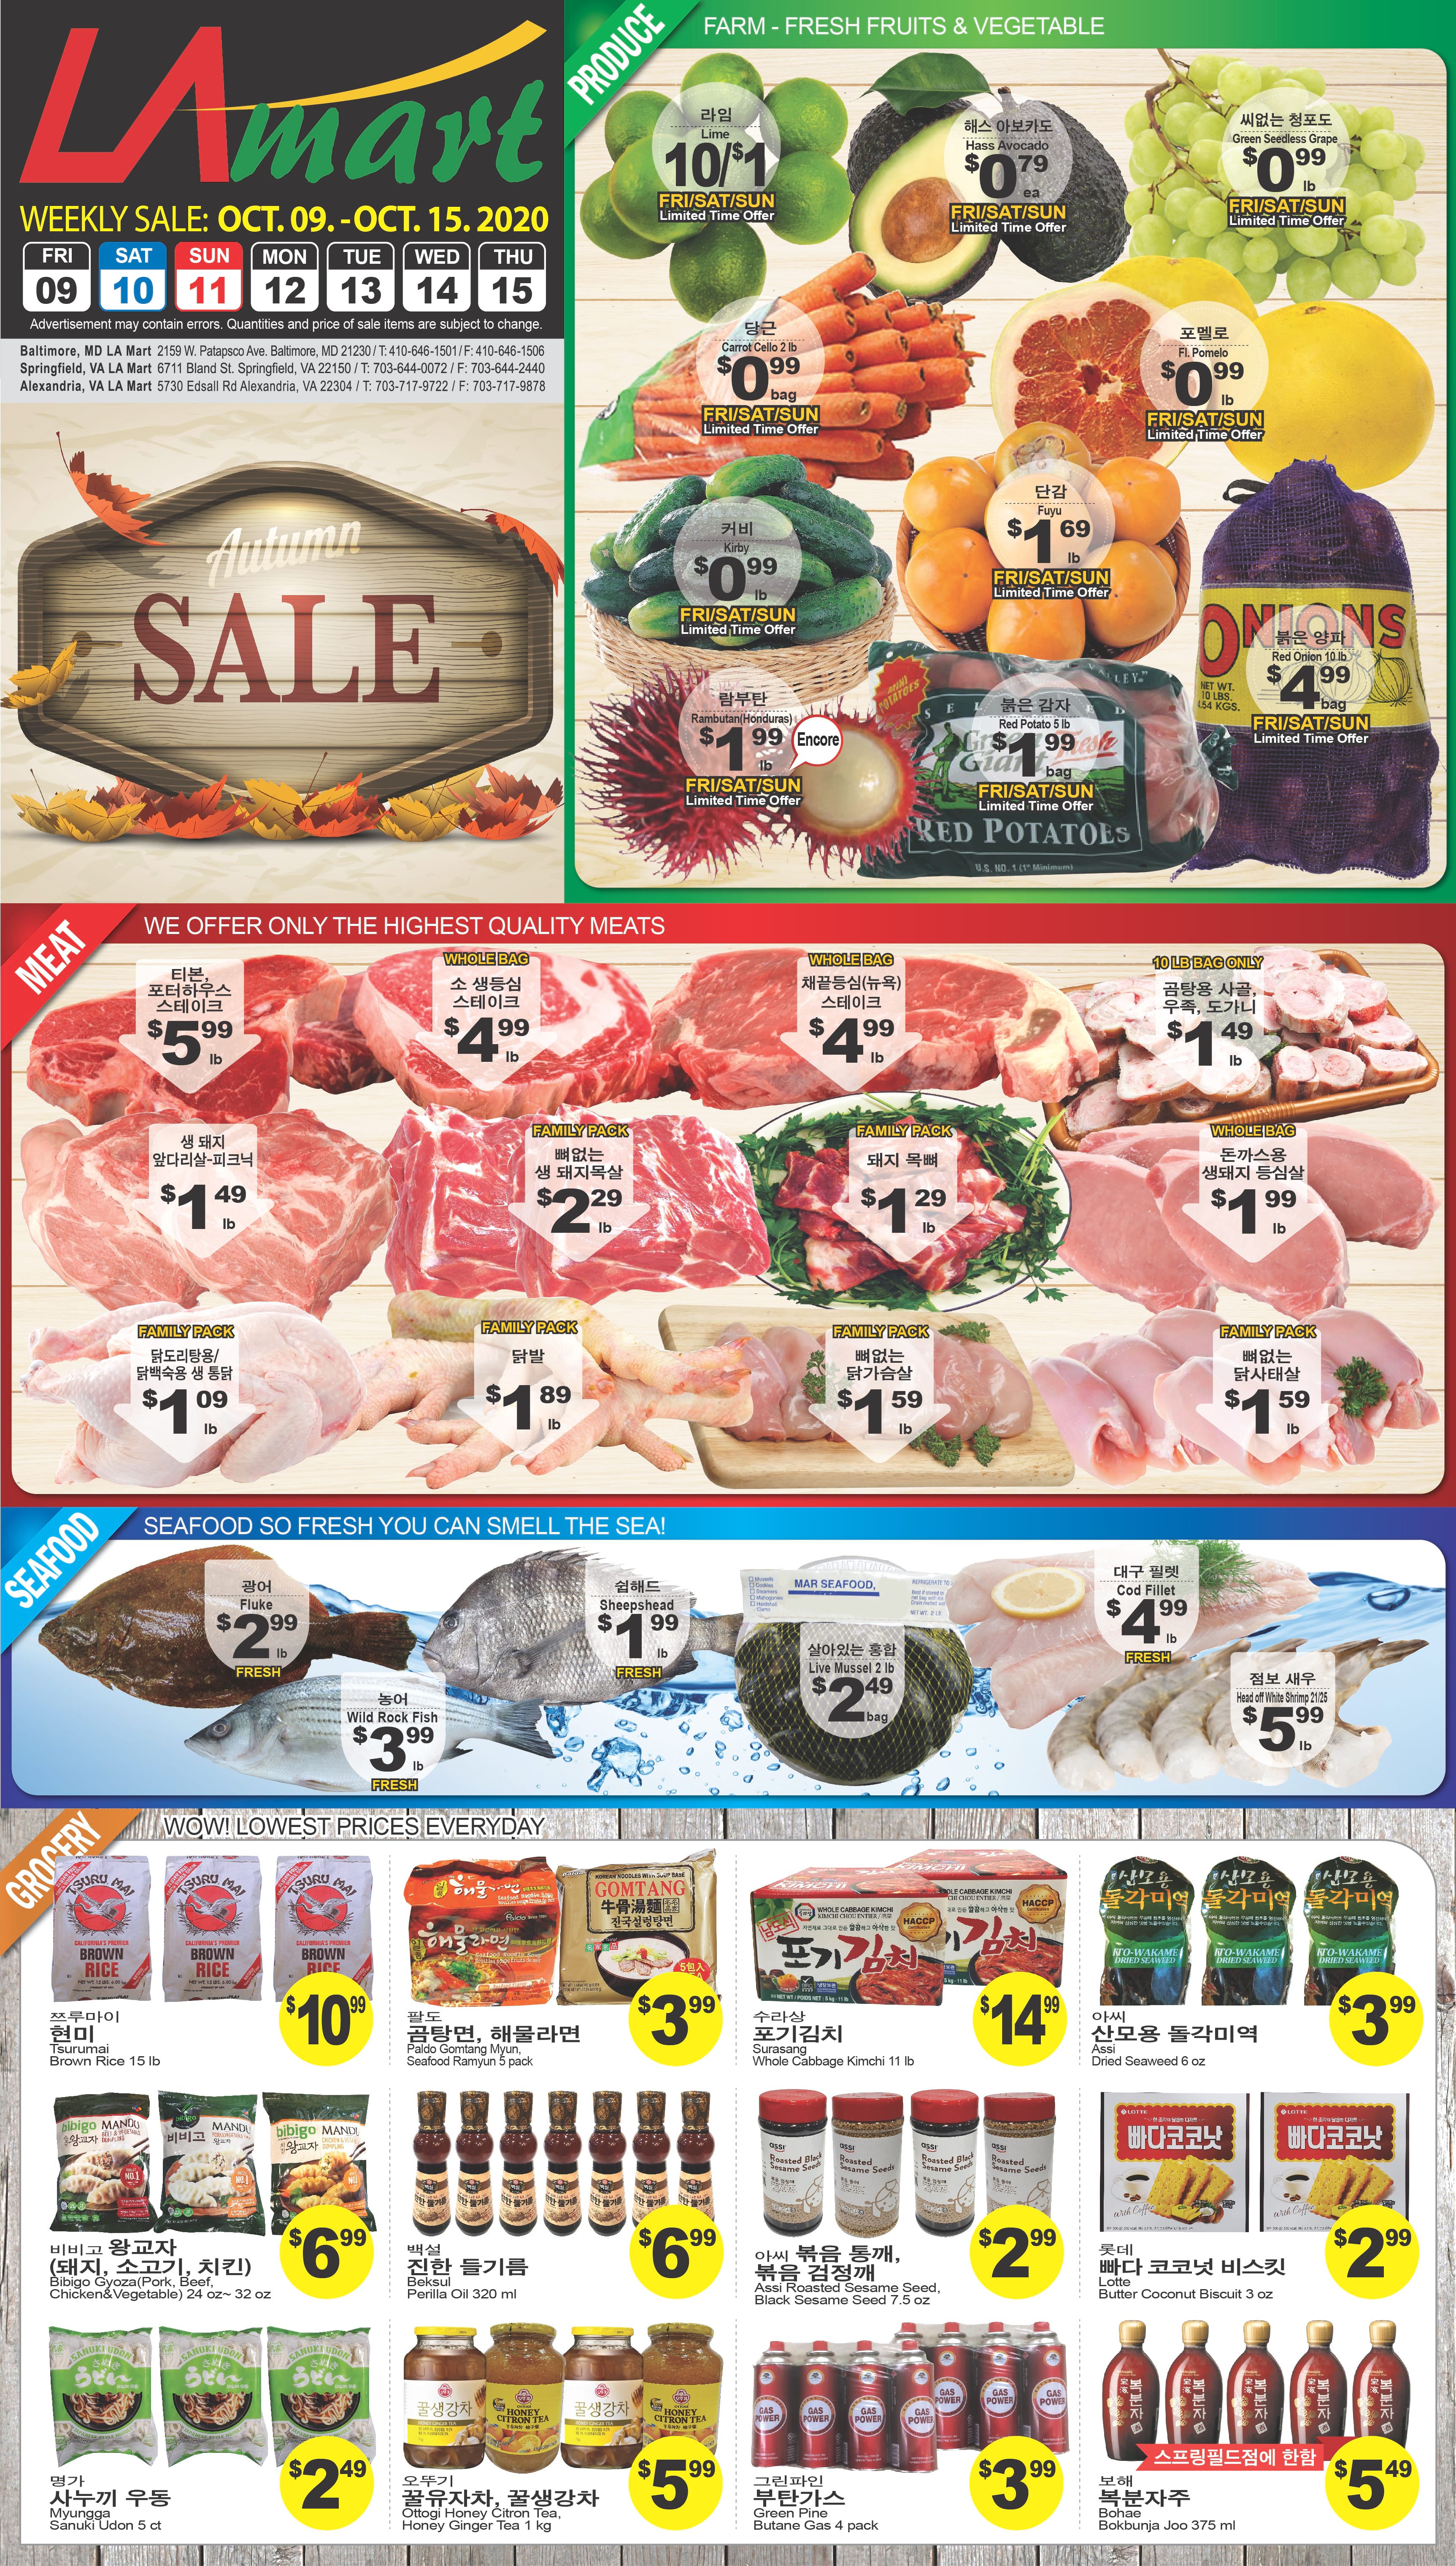 LA mart
WEEKLY SALE: OCT. 09. -OCT. 15. 2020
FRI SAT SUN MON TUE WED THU
09 10 11 12 13 14 15
Advertisement may contain errors. Quantities and price of sale items are subject to change.
Baltimore, MD LA Mart 2159 W. Patapsco Ave. Baltimore, MD 21230 / T: 410-646-1501 / F: 410-646-1506
Springfield, VA LA Mart 6711 Bland St. Springfield, VA 22150 / T: 703-644-0072 / F: 703-644-2440
Alexandria, VA LA Mart 5730 Edsall Rd Alexandria, VA 22304 / T: 703-717-9722 / F: 703-717-9878
Autumn
SALE
PRODUCE
FARM - FRESH FRUITS & VEGETABLE
라임
Lime
10/$1
FRI/SAT/SUN
Limited Time Offer
해스 아보카도
Hass Avocado
$0.79 ea
FRI/SAT/SUN
Limited Time Offer
씨없는 청포도
Green Seedless Grape
$0.99 lb
FRI/SAT/SUN
Limited Time Offer
당근
Carrot Cello 2 lb
$0.99 bag
FRI/SAT/SUN
Limited Time Offer
포멜로
Fl. Pomelo
$0.99 lb
FRI/SAT/SUN
Limited Time Offer
커비
Kirby
$0.99 lb
FRI/SAT/SUN
Limited Time Offer
단감
Fuyu
$1.69 lb
FRI/SAT/SUN
Limited Time Offer
ONIONS
NET WT.
10 LBS.
4.54 KGS.
붉은 양파
Red Onion 10 lb
$4.99 bag
FRI/SAT/SUN
Limited Time Offer
람부탄
Rambutan(Honduras)
$1.99 lb
Encore
FRI/SAT/SUN
Limited Time Offer
붉은 감자
Red Potato 5 lb
$1.99 bag
FRI/SAT/SUN
Limited Time Offer
RED POTATOES
U.S. NO. 1 (1" Minimum)
MEAT
WE OFFER ONLY THE HIGHEST QUALITY MEATS
티본,
포터하우스
스테이크
$5.99 lb
WHOLE BAG
소 생등심
스테이크
$4.99 lb
WHOLE BAG
채끝등심(뉴욕)
스테이크
$4.99 lb
10 LB BAG ONLY
곰탕용 사골,
우족, 도가니
$1.49 lb
생 돼지
앞다리살-피크닉
$1.49 lb
FAMILY PACK
뼈없는
생 돼지목살
$2.29 lb
FAMILY PACK
돼지 목뼈
$1.29 lb
WHOLE BAG
돈까스용
생돼지 등심살
$1.99 lb
FAMILY PACK
닭도리탕용/
닭백숙용 생 통닭
$1.09 lb
FAMILY PACK
닭발
$1.89 lb
FAMILY PACK
뼈없는
닭가슴살
$1.59 lb
FAMILY PACK
뼈없는
닭사태살
$1.59 lb
SEAFOOD
SEAFOOD SO FRESH YOU CAN SMELL THE SEA!
광어
Fluke
$2.99 lb
FRESH
쉽해드
Sheepshead
$1.99 lb
FRESH
농어
Wild Rock Fish
$3.99 lb
FRESH
MAR SEAFOOD,
살아있는 홍합
Live Mussel 2 lb
$2.49 bag
대구 필렛
Cod Fillet
$4.99 lb
FRESH
점보 새우
Head off White Shrimp 21/25
$5.99 lb
GROCERY
WOW! LOWEST PRICES EVERYDAY
TSURU MAI
BROWN
RICE
$10.99
쯔루마이
현미
Tsurumai
Brown Rice 15 lb
해물라면
GOMTANG
牛骨湯麵
진국설렁탕면
$3.99
팔도
곰탕면, 해물라면
Paldo Gomtang Myun,
Seafood Ramyun 5 pack
WHOLE CABBAGE KIMCHI
포기김치
HACCP
$14.99
수라상
포기김치
Surasang
Whole Cabbage Kimchi 11 lb
산모용
돌각미역
ITO-WAKAME
DRIED SEAWEED
$3.99
아씨
산모용 돌각미역
Assi
Dried Seaweed 6 oz
bibigo MANDU
비비고 왕교자
$6.99
비비고 왕교자
(돼지, 소고기, 치킨)
Bibigo Gyoza(Pork, Beef,
Chicken&Vegetable) 24 oz~ 32 oz
$6.99
백설
진한 들기름
Beksul
Perilla Oil 320 ml
assi
Roasted Black
Sesame Seeds
assi
Roasted
Sesame Seeds
$2.99
아씨 볶음 통깨,
볶음 검정깨
Assi Roasted Sesame Seed,
Black Sesame Seed 7.5 oz
LOTTE
빠다코코낫
with Coffee
$2.99
롯데
빠다 코코넛 비스킷
Lotte
Butter Coconut Biscuit 3 oz
SANUKI UDON
$2.49
명가
사누끼 우동
Myungga
Sanuki Udon 5 ct
꿀생강차
HONEY
CITRON TEA
$5.99
오뚜기
꿀유자차, 꿀생강차
Ottogi Honey Citron Tea,
Honey Ginger Tea 1 kg
GAS
POWER
$3.99
그린파인
부탄가스
Green Pine
Butane Gas 4 pack
복분자
스프링필드점에 한함
$5.49
보해
복분자주
Bohae
Bokbunja Joo 375 ml